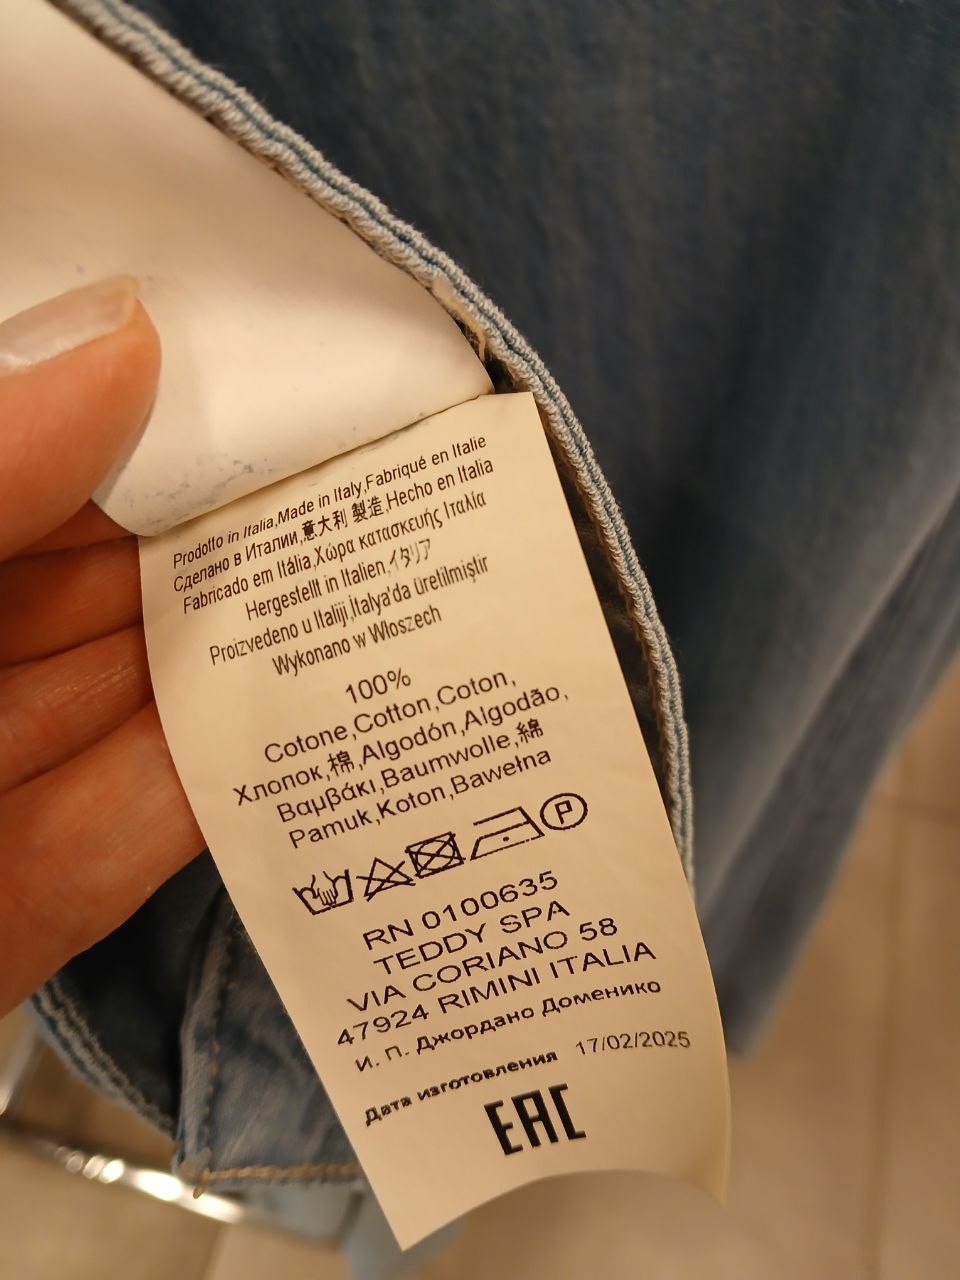 Prodotto in Italia,Made in Italy,Fabriqué en Italie
Сделано в Италии,意大利 製造,Hecho en Italia
Fabricado em Itália,Χώρα κατασκευής Ιταλία
Hergestellt in Italien,イタリア
Proizvedeno u Italiji,İtalya'da üretilmiştir
Wykonano w Wloszech
100%
Cotone,Cotton,Coton,
Хлопок,棉,Algodón,Algodão,
Βαμβάκι,Baumwolle,綿
Pamuk,Koton,Bawełna
P
RN 0100635
TEDDY SPA
VIA CORIANO 58
47924 RIMINI ITALIA
И. П. Джордано Доменико
Дата изготовления 17/02/2025
EAC